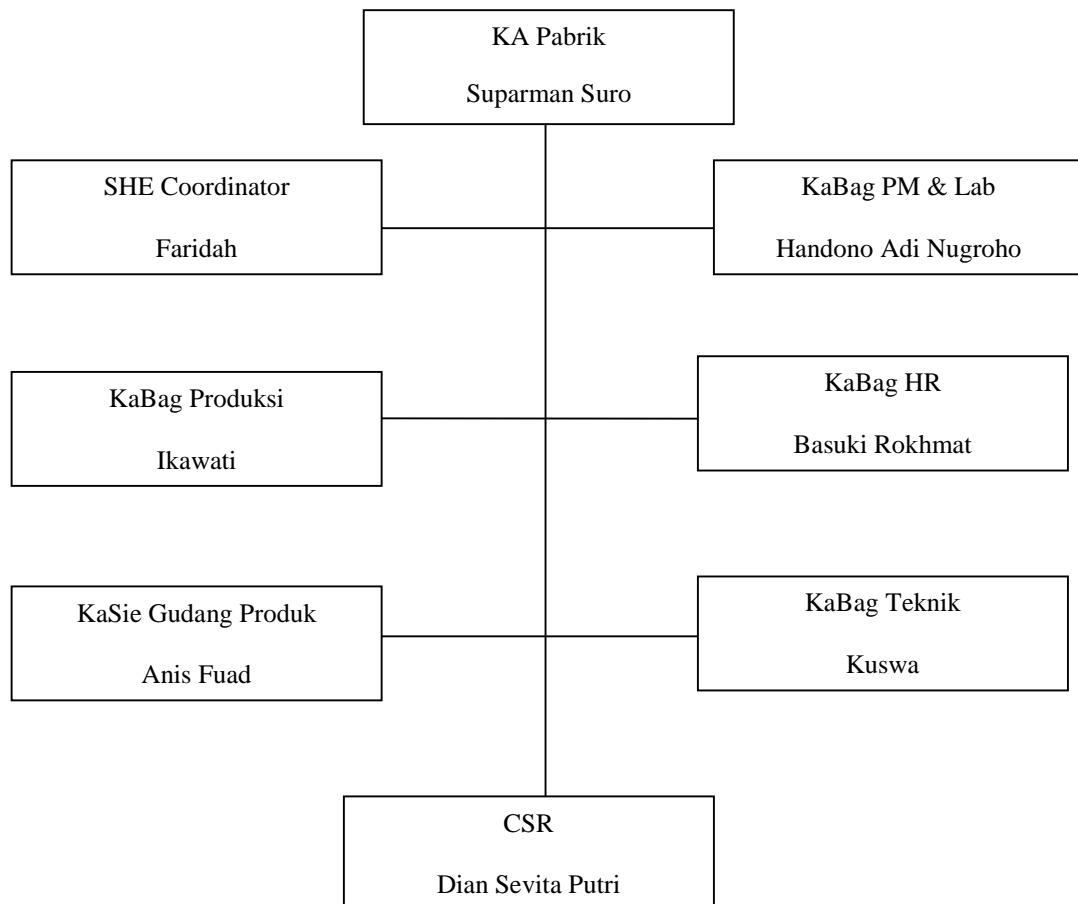 KA Pabrik
Suparman Suro
SHE Coordinator
Faridah
KaBag PM & Lab
Handono Adi Nugroho
KaBag Produksi
Ikawati
KaBag HR
Basuki Rokhmat
KaSie Gudang Produk
Anis Fuad
KaBag Teknik
Kuswa
CSR
Dian Sevita Putri